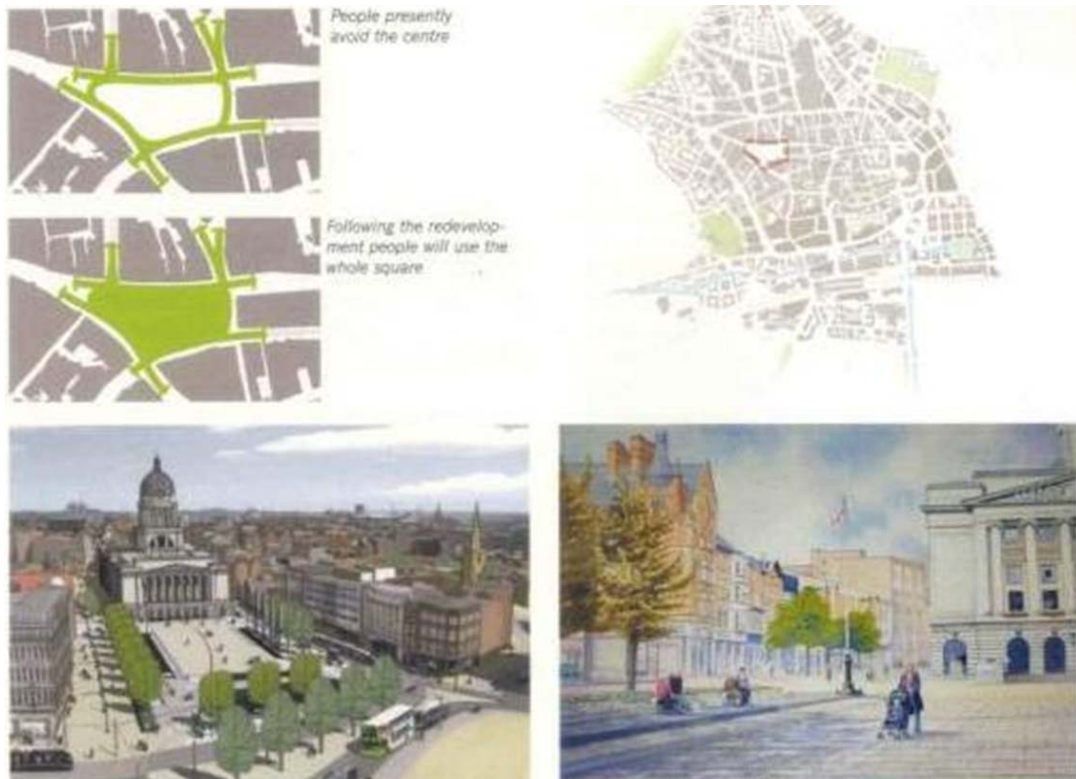 People presently
avoid the centre
Following the redevelop-
ment people will use the
whole square